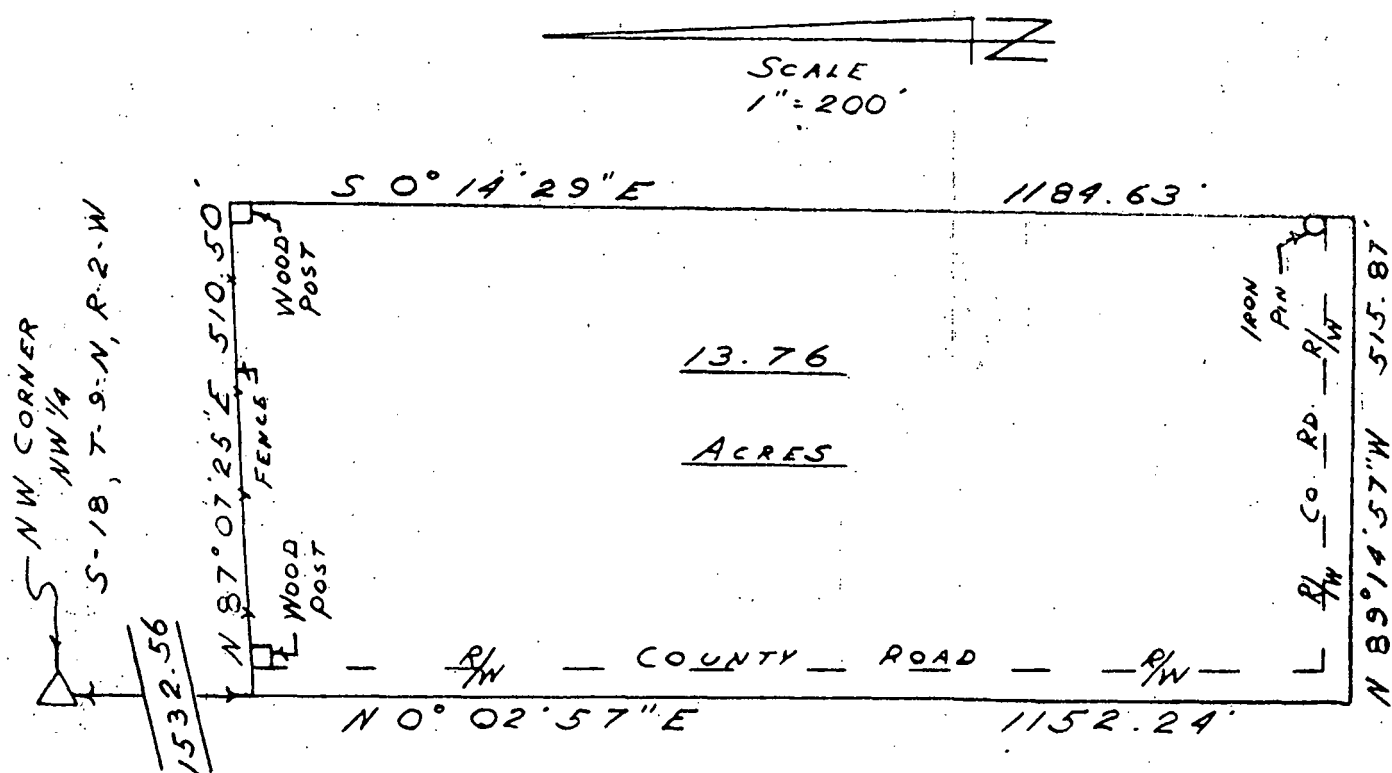 N
SCALE
1" = 200'
S 0° 14' 29" E 1184.63'
NW CORNER
NW 1/4
S-18, T-9-N, R-2-W
1532.56
N 87° 07' 25" E 510.50'
FENCE
WOOD
POST
WOOD
POST
13.76
ACRES
IRON
PIN
R/W CO. RD. R/W
N 89° 14' 57" W 515.87'
R/W COUNTY ROAD R/W
N 0° 02' 57" E 1152.24'